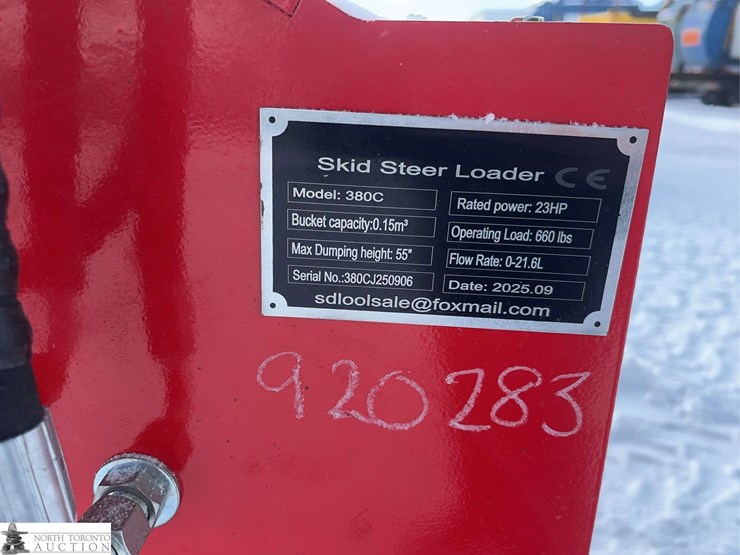 Skid Steer Loader CE
Model: 380C
Rated power: 23HP
Bucket capacity:0.15m³
Operating Load: 660 lbs
Max Dumping height: 55"
Flow Rate: 0-21.6L
Serial No.:380CJ250906
Date: 2025.09
sdloolsale@foxmail.com
920283
NORTH TORONTO
AUCTION